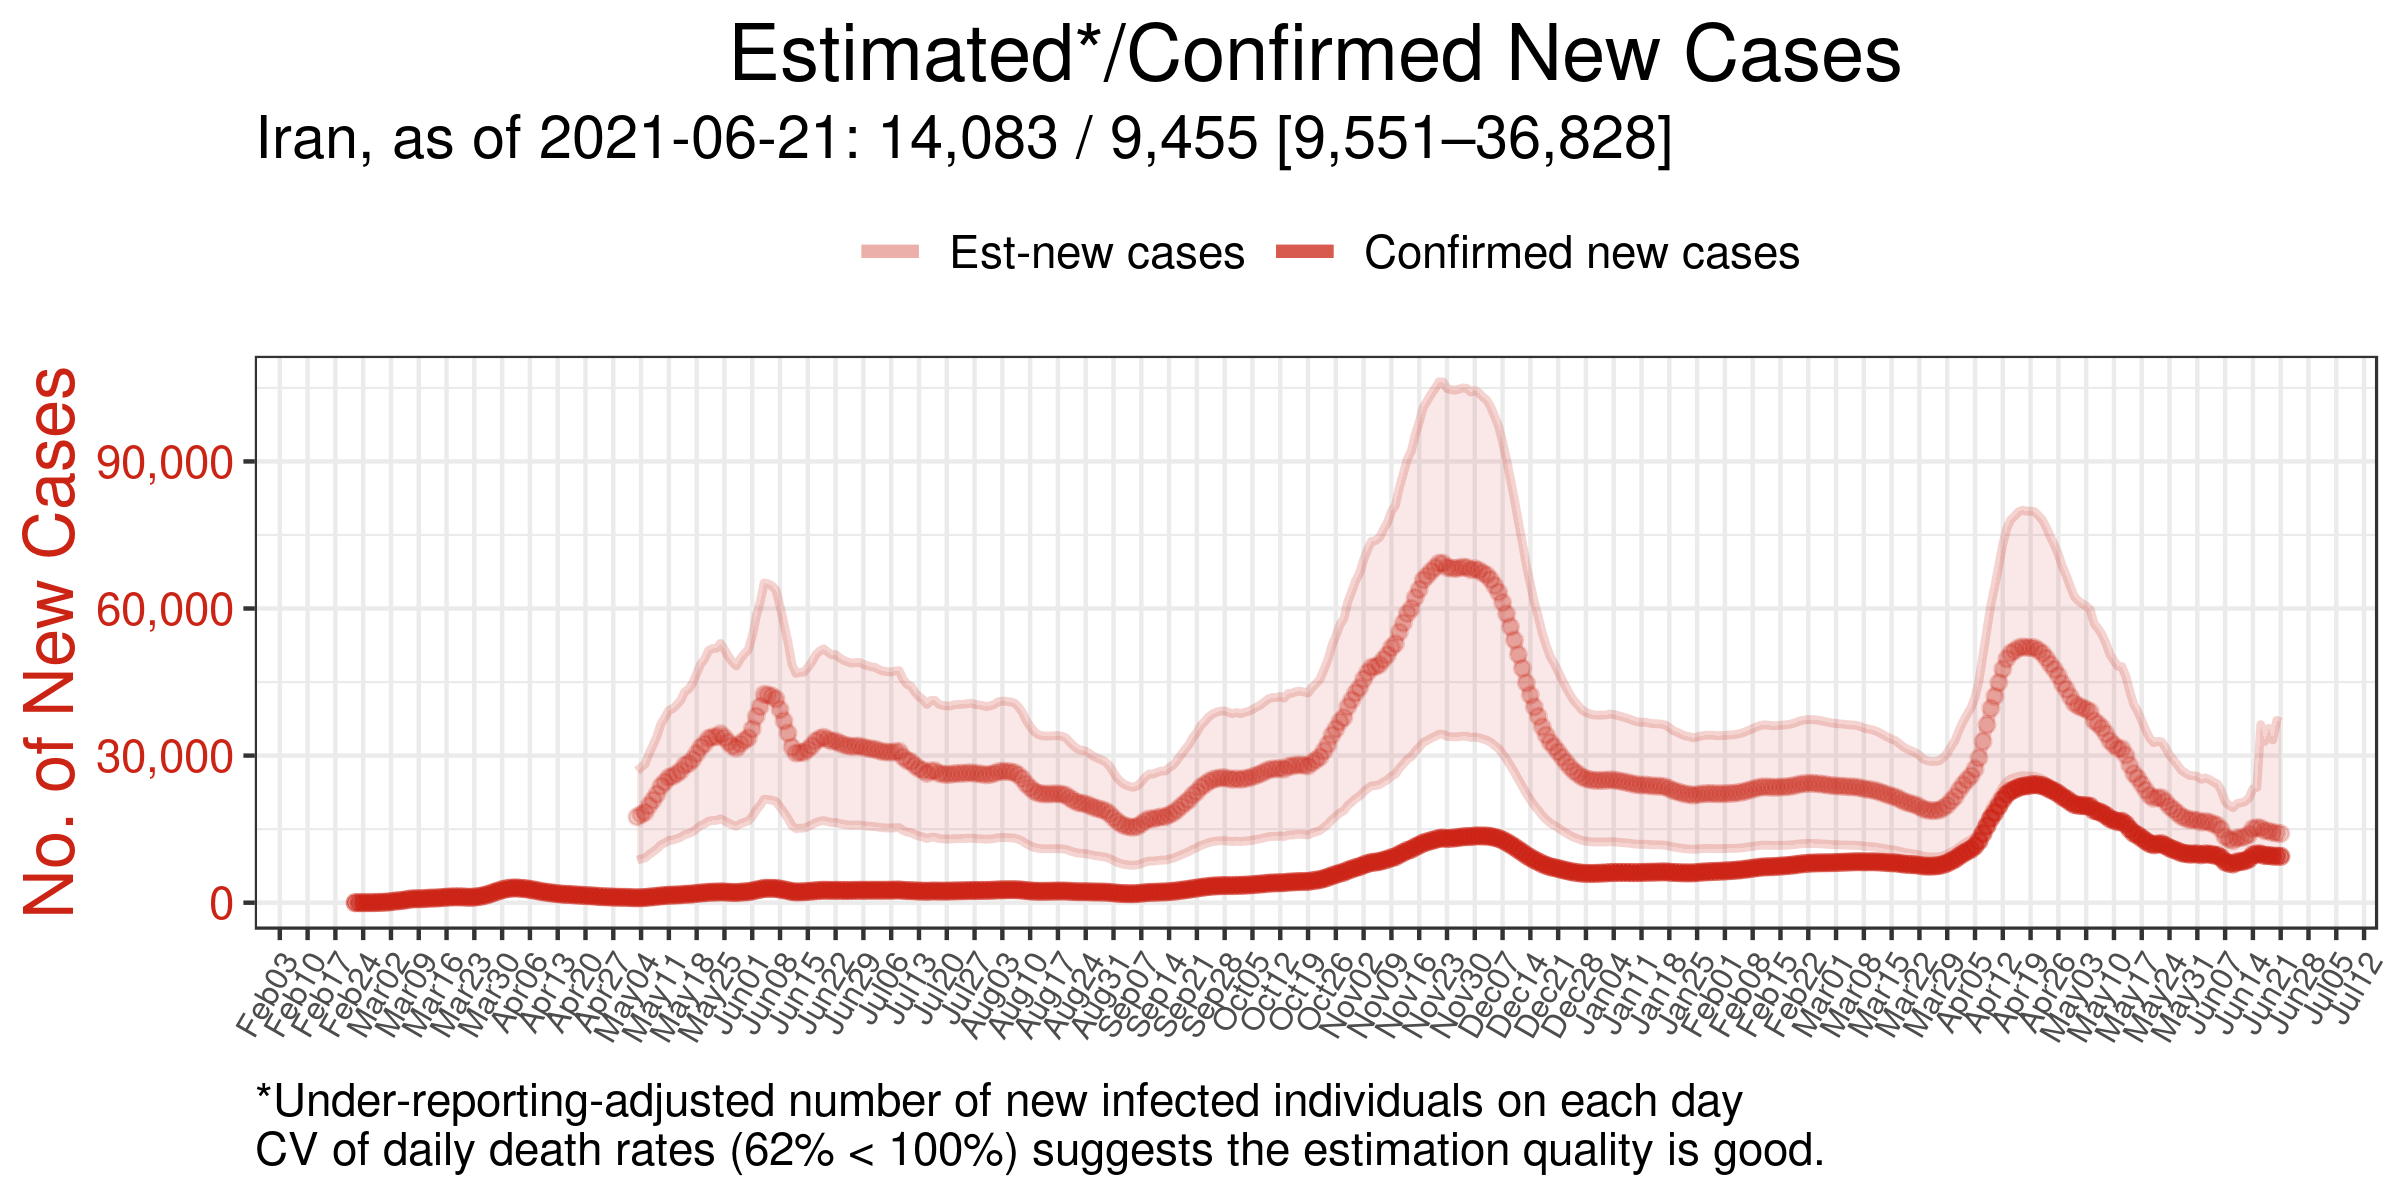 Estimated*/Confirmed New Cases
Iran, as of 2021-06-21: 14,083 / 9,455 [9,551–36,828]
Est-new cases
Confirmed new cases
No. of New Cases
90,000
60,000
30,000
0
Feb03
Feb10
Feb17
Feb24
Mar02
Mar09
Mar16
Mar23
Mar30
Apr06
Apr13
Apr20
Apr27
May04
May11
May18
May25
Jun01
Jun08
Jun15
Jun22
Jun29
Jul06
Jul13
Jul20
Jul27
Aug03
Aug10
Aug17
Aug24
Aug31
Sep07
Sep14
Sep21
Sep28
Oct05
Oct12
Oct19
Oct26
Nov02
Nov09
Nov16
Nov23
Nov30
Dec07
Dec14
Dec21
Dec28
Jan04
Jan11
Jan18
Jan25
Feb01
Feb08
Feb15
Feb22
Mar01
Mar08
Mar15
Mar22
Mar29
Apr05
Apr12
Apr19
Apr26
May03
May10
May17
May24
May31
Jun07
Jun14
Jun21
Jun28
Jul05
Jul12
*Under-reporting-adjusted number of new infected individuals on each day
CV of daily death rates (62% < 100%) suggests the estimation quality is good.